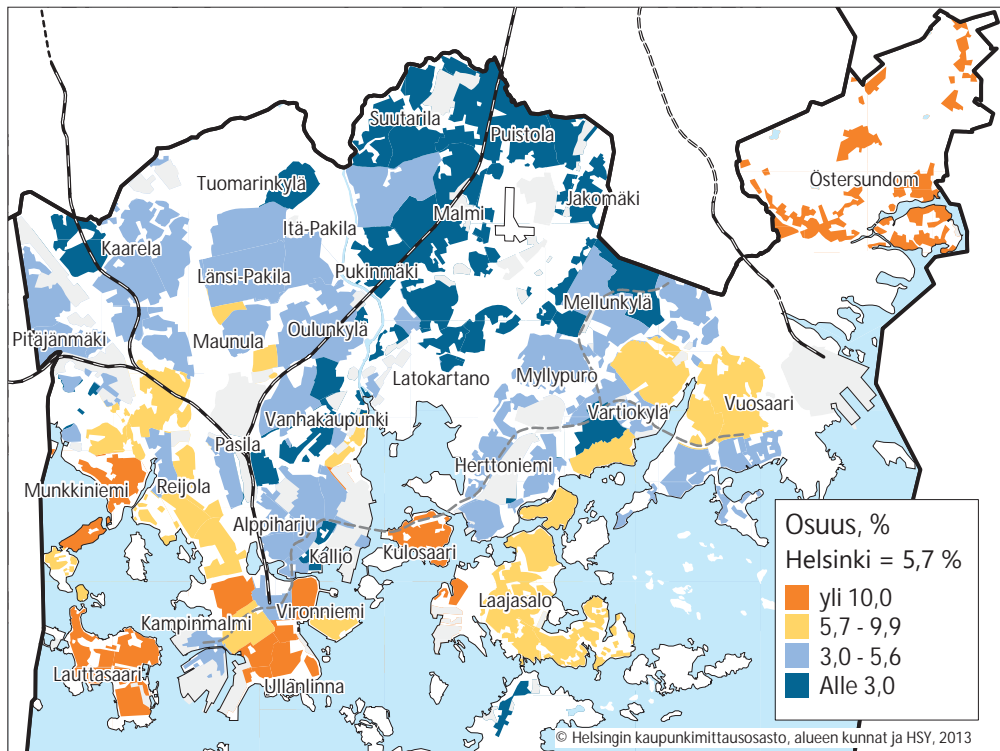 Suutarila
Puistola
Östersundom
Tuomarinkylä
Jakomäki
Malmi
Itä-Pakila
Kaarela
Länsi-Pakila
Pukinmäki
Mellunkylä
Pitäjänmäki
Maunula
Oulunkylä
Latokartano
Myllypuro
Vuosaari
Vanhakaupunki
Vartiokylä
Pasila
Herttoniemi
Munkkiniemi
Reijola
Alppiharju
Kallio
Kulosaari
Vironniemi
Laajasalo
Kampinmalmi
Lauttasaari
Ullanlinna
Osuus, %
Helsinki = 5,7 %
yli 10,0
5,7 - 9,9
3,0 - 5,6
Alle 3,0
© Helsingin kaupunkimittausosasto, alueen kunnat ja HSY, 2013